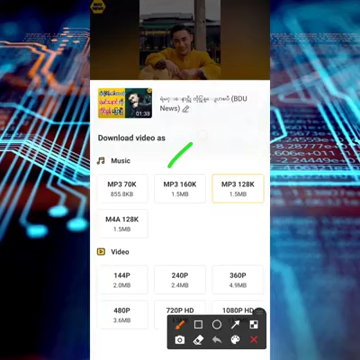 01:38
(BDU
News)
Download video as
Music
MP3 70K
MP3 160K
MP3 128K
855.8KB
1.5MB
1.5MB
M4A 128K
1.5MB
Video
144P
240P
360P
2.0MB
2.4MB
4.9MB
480P
720P HD
1080P HD
3.6MB